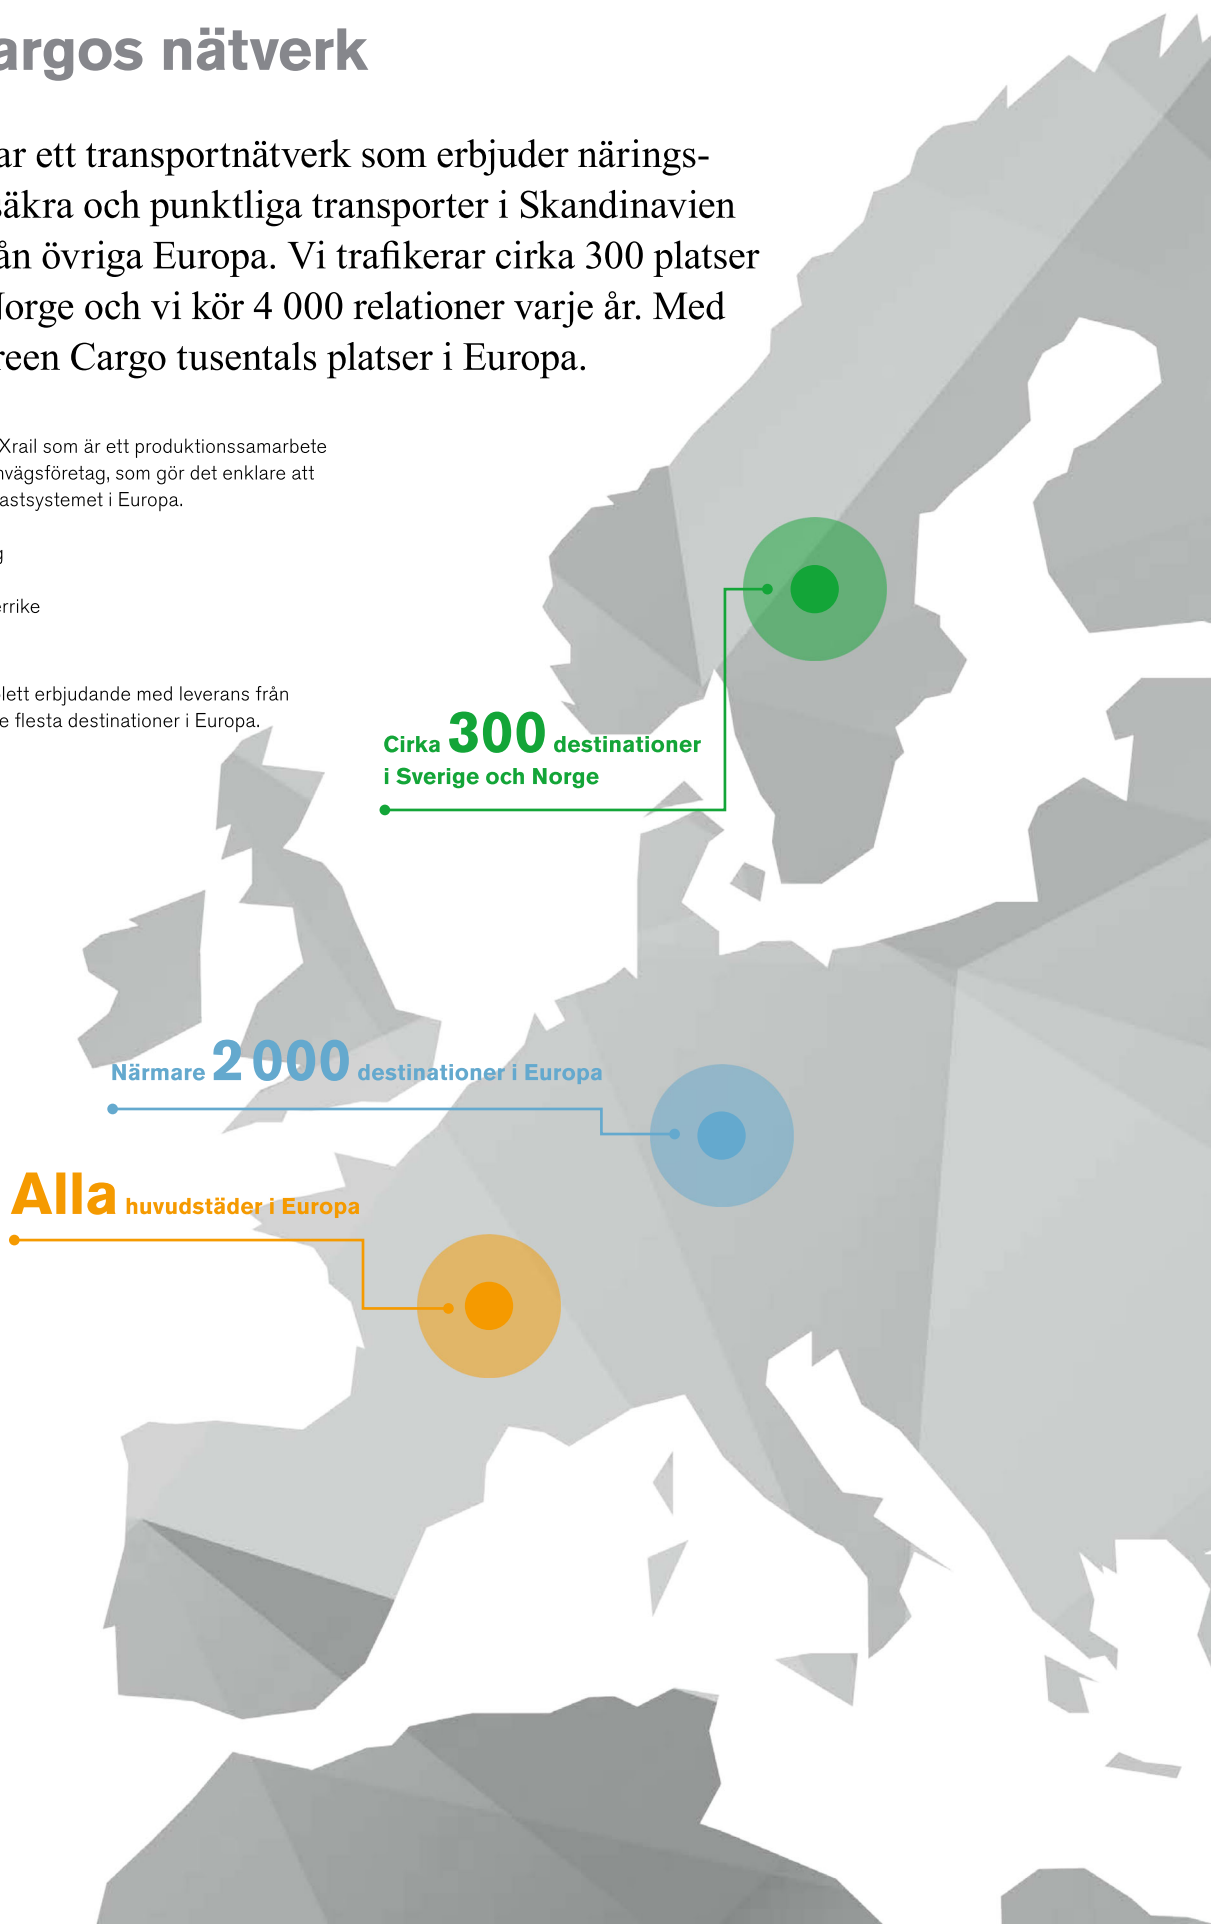 argos nätverk
ar ett transportnätverk som erbjuder närings-
säkra och punktliga transporter i Skandinavien
ån övriga Europa. Vi trafikerar cirka 300 platser
Norge och vi kör 4 000 relationer varje år. Med
reen Cargo tusentals platser i Europa.
Xrail som är ett produktionssamarbete
nvägsföretag, som gör det enklare att
astsystemet i Europa.
g
errike
lett erbjudande med leverans från
e flesta destinationer i Europa.
Cirka 300 destinationer
i Sverige och Norge
Närmare 2 000 destinationer i Europa
Alla huvudstäder i Europa